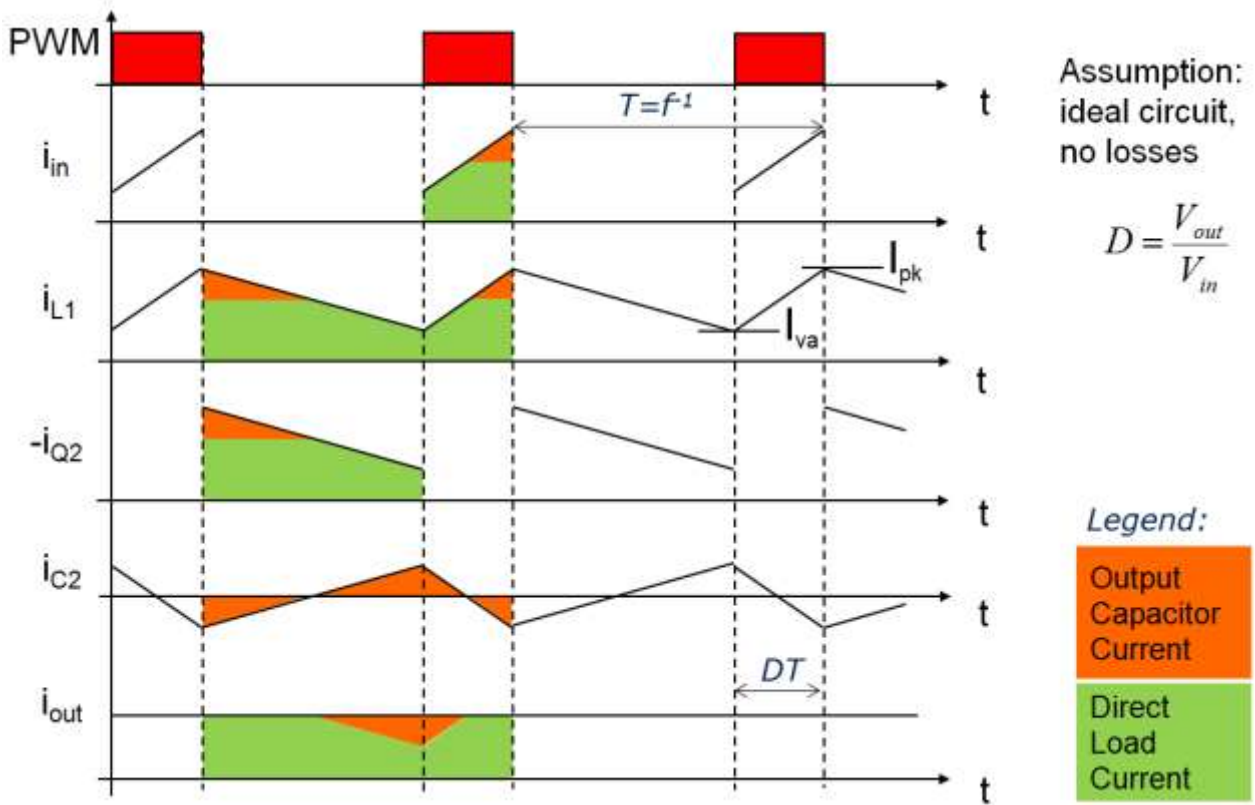 PWM
t
T=f⁻¹
i_in
t
i_L1
I_pk
I_va
t
-i_Q2
t
i_C2
t
DT
i_out
t
Assumption:
ideal circuit,
no losses
D = V_out / V_in
Legend:
Output
Capacitor
Current
Direct
Load
Current